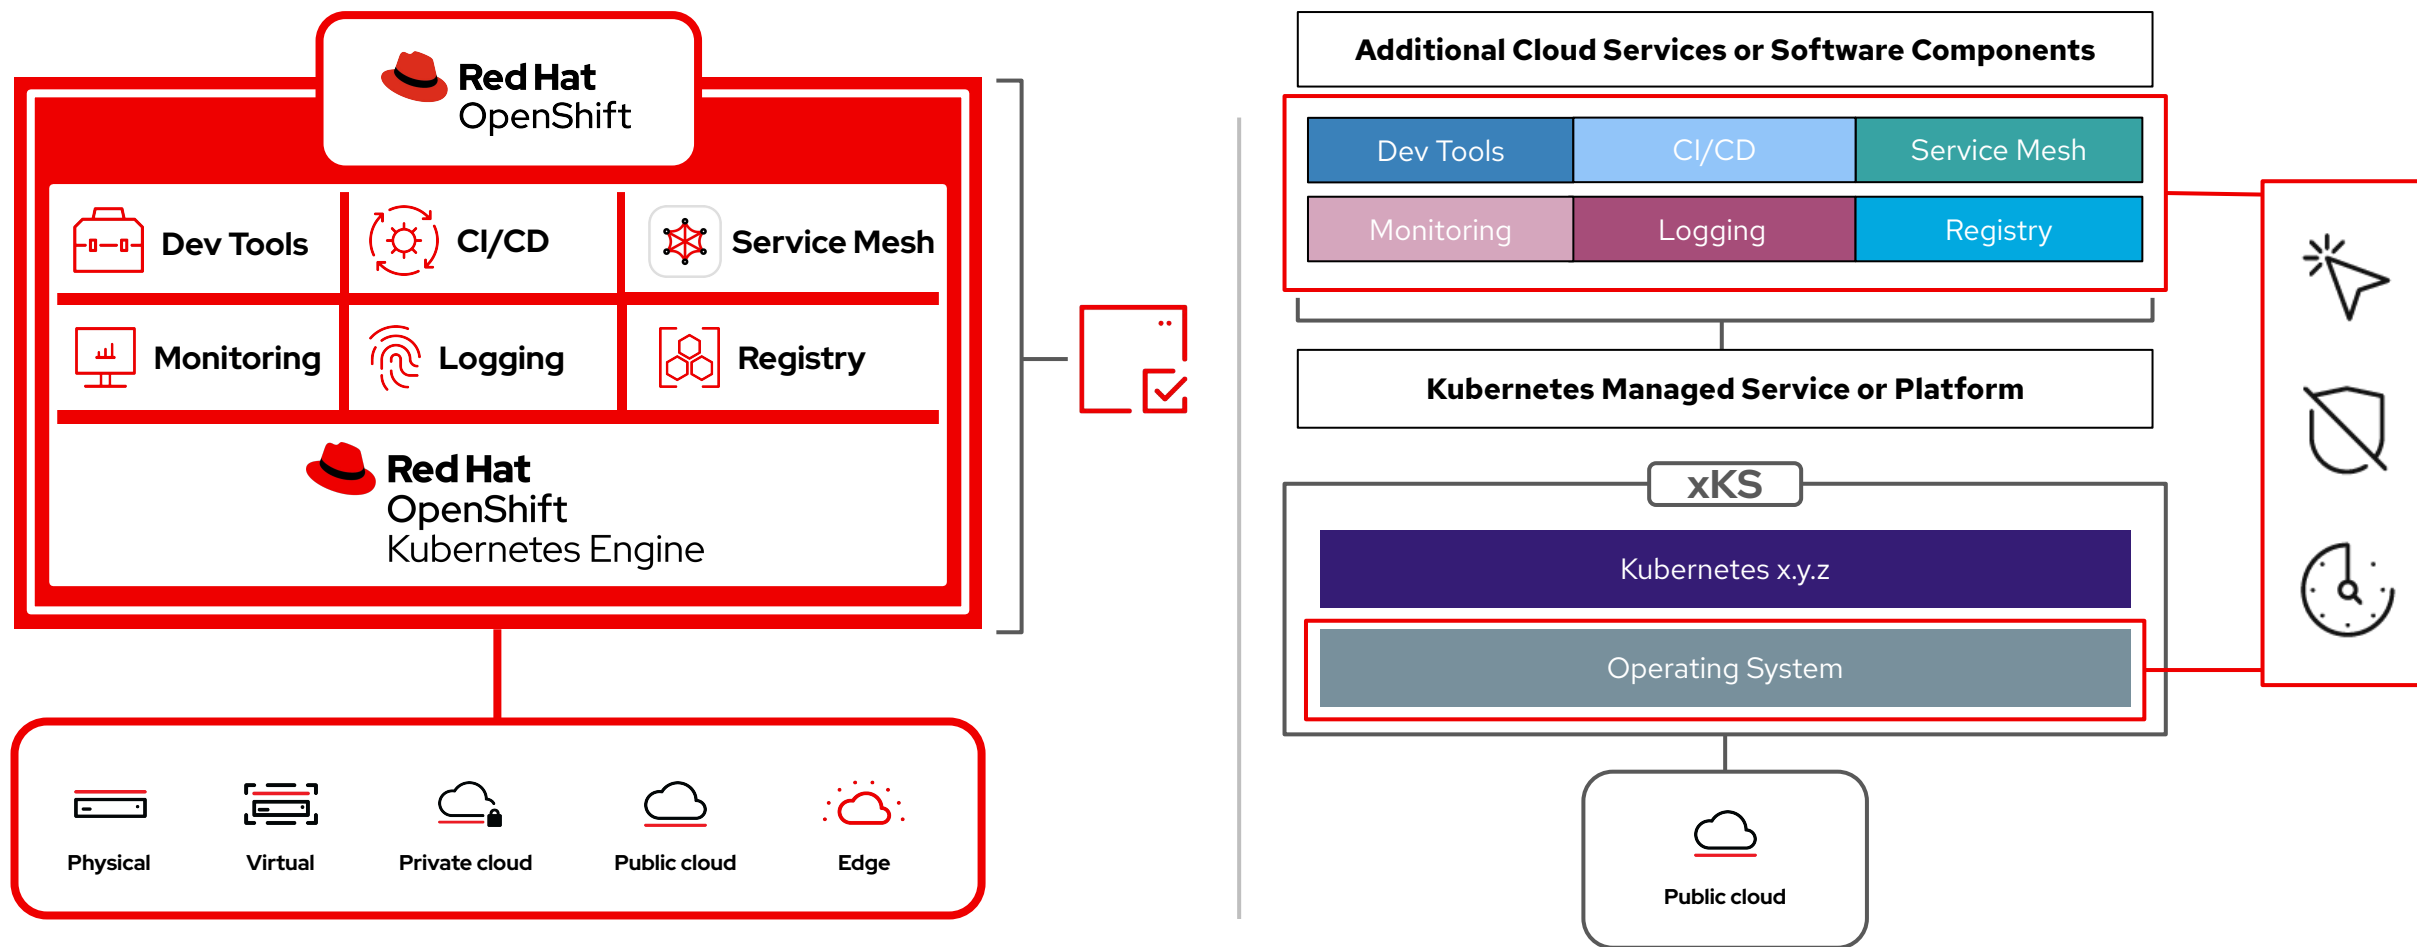 Red Hat
OpenShift
Dev Tools
CI/CD
Service Mesh
Monitoring
Logging
Registry
Red Hat
OpenShift
Kubernetes Engine
Physical
Virtual
Private cloud
Public cloud
Edge
Additional Cloud Services or Software Components
Dev Tools
CI/CD
Service Mesh
Monitoring
Logging
Registry
Kubernetes Managed Service or Platform
xKS
Kubernetes x.y.z
Operating System
Public cloud